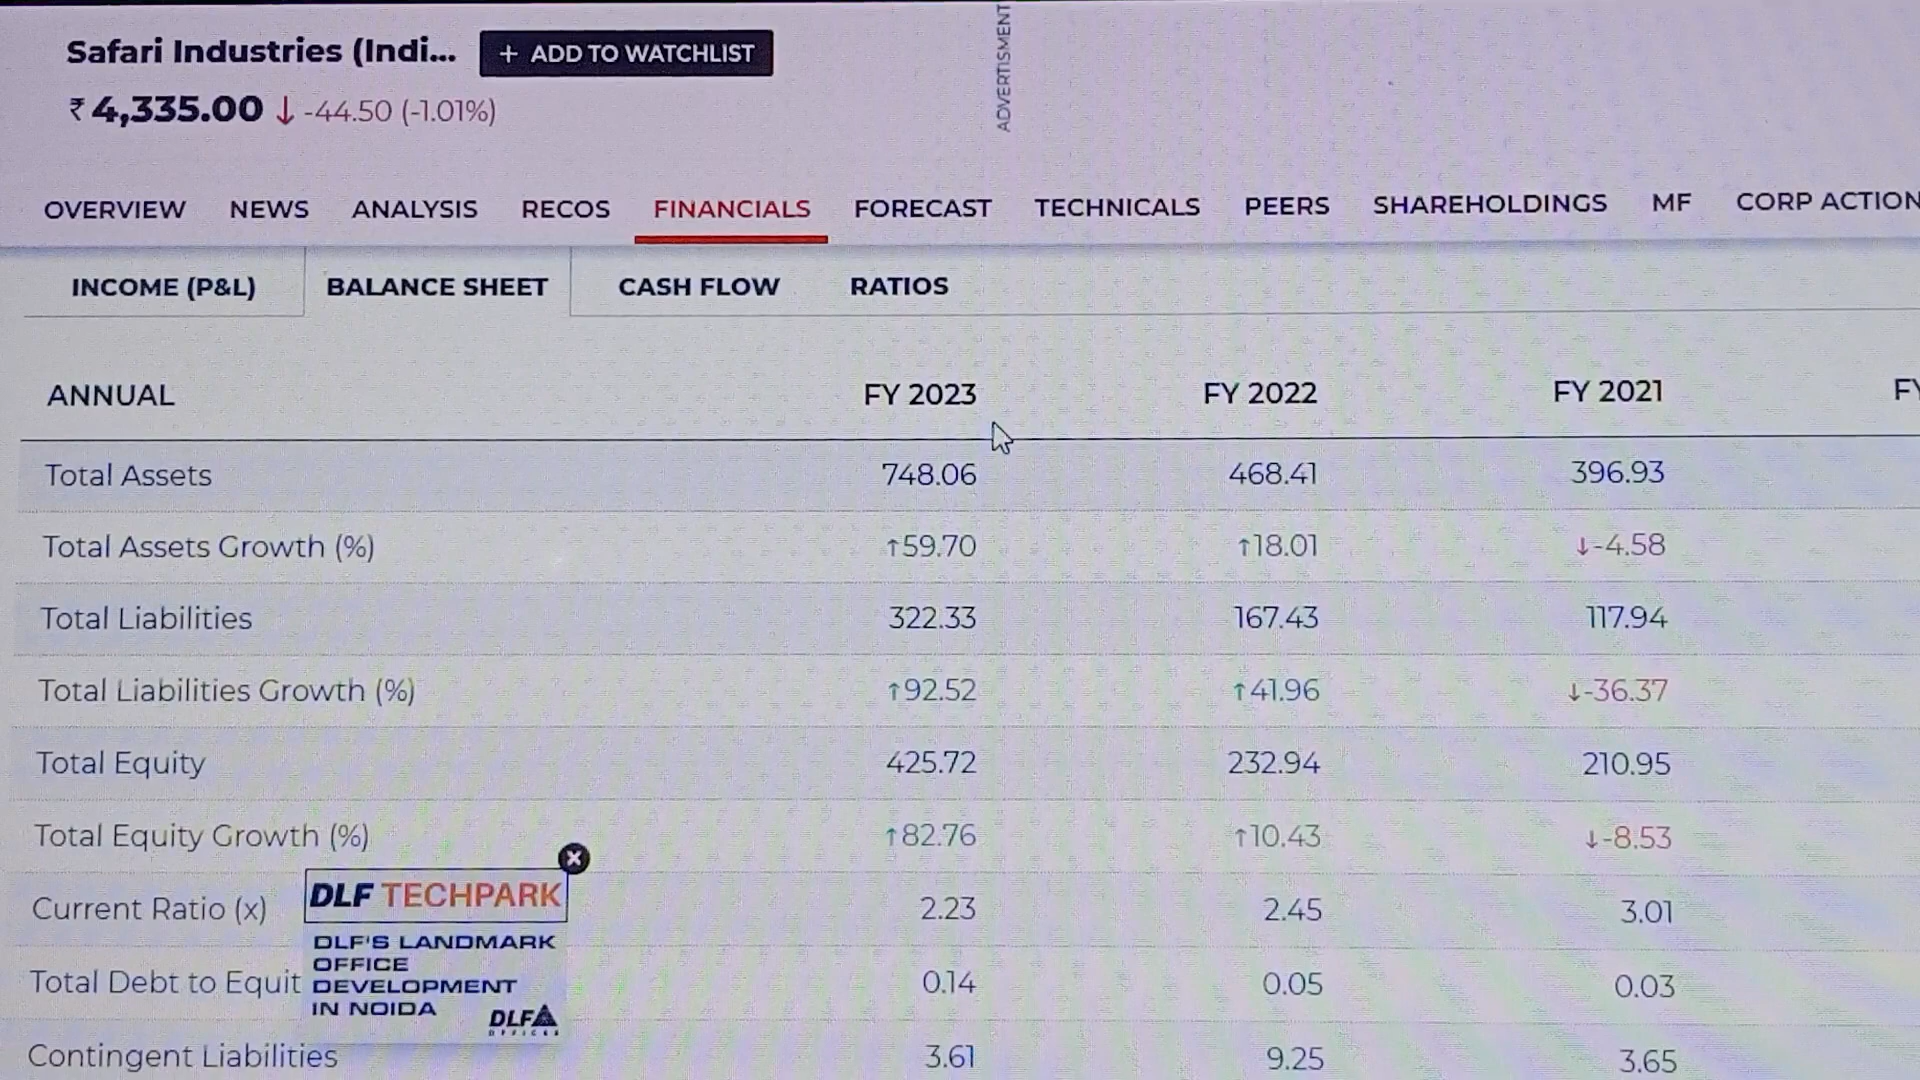 Safari Industries (Indi...
+ ADD TO WATCHLIST
₹4,335.00 ↓ -44.50 (-1.01%)
ADVERTISMENT
OVERVIEW NEWS ANALYSIS RECOS FINANCIALS FORECAST TECHNICALS PEERS SHAREHOLDINGS MF CORP ACTION
INCOME (P&L) BALANCE SHEET CASH FLOW RATIOS
ANNUAL FY 2023 FY 2022 FY 2021 FY
Total Assets 748.06 468.41 396.93
Total Assets Growth (%) ↑59.70 ↑18.01 ↓-4.58
Total Liabilities 322.33 167.43 117.94
Total Liabilities Growth (%) ↑92.52 ↑41.96 ↓-36.37
Total Equity 425.72 232.94 210.95
Total Equity Growth (%) ↑82.76 ↑10.43 ↓-8.53
Current Ratio (x) 2.23 2.45 3.01
Total Debt to Equit 0.14 0.05 0.03
Contingent Liabilities 3.61 9.25 3.65
DLF TECHPARK
DLF'S LANDMARK
OFFICE
DEVELOPMENT
IN NOIDA
DLF
OFFICES